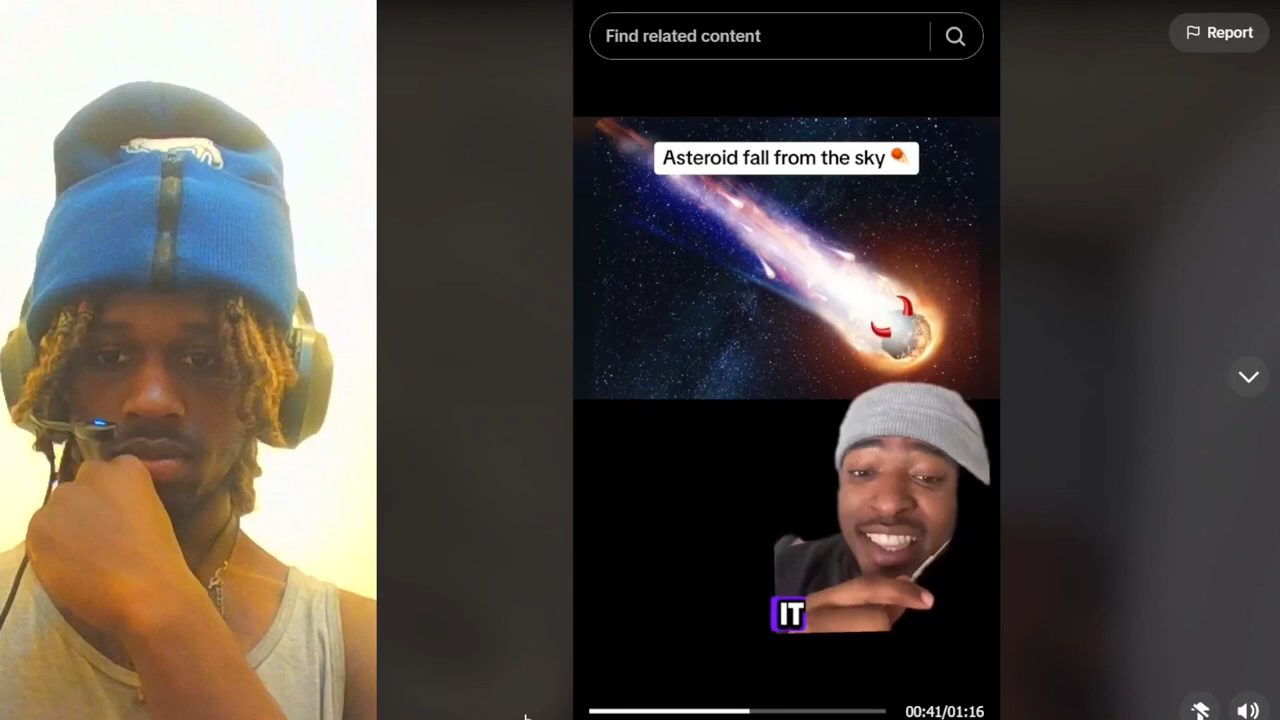 Find related content
Report
Asteroid fall from the sky
IT
00:41/01:16